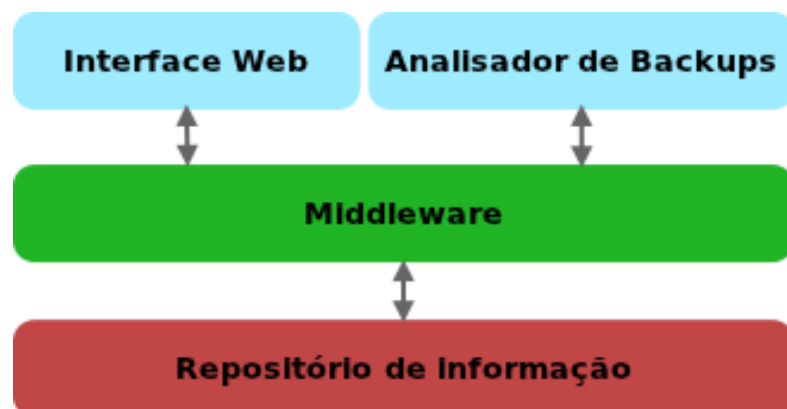 Interface Web
Analisador de Backups
Middleware
Repositório de informação